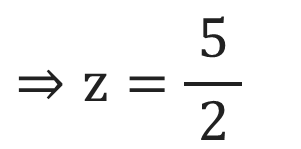 ⇒ z = 5/2